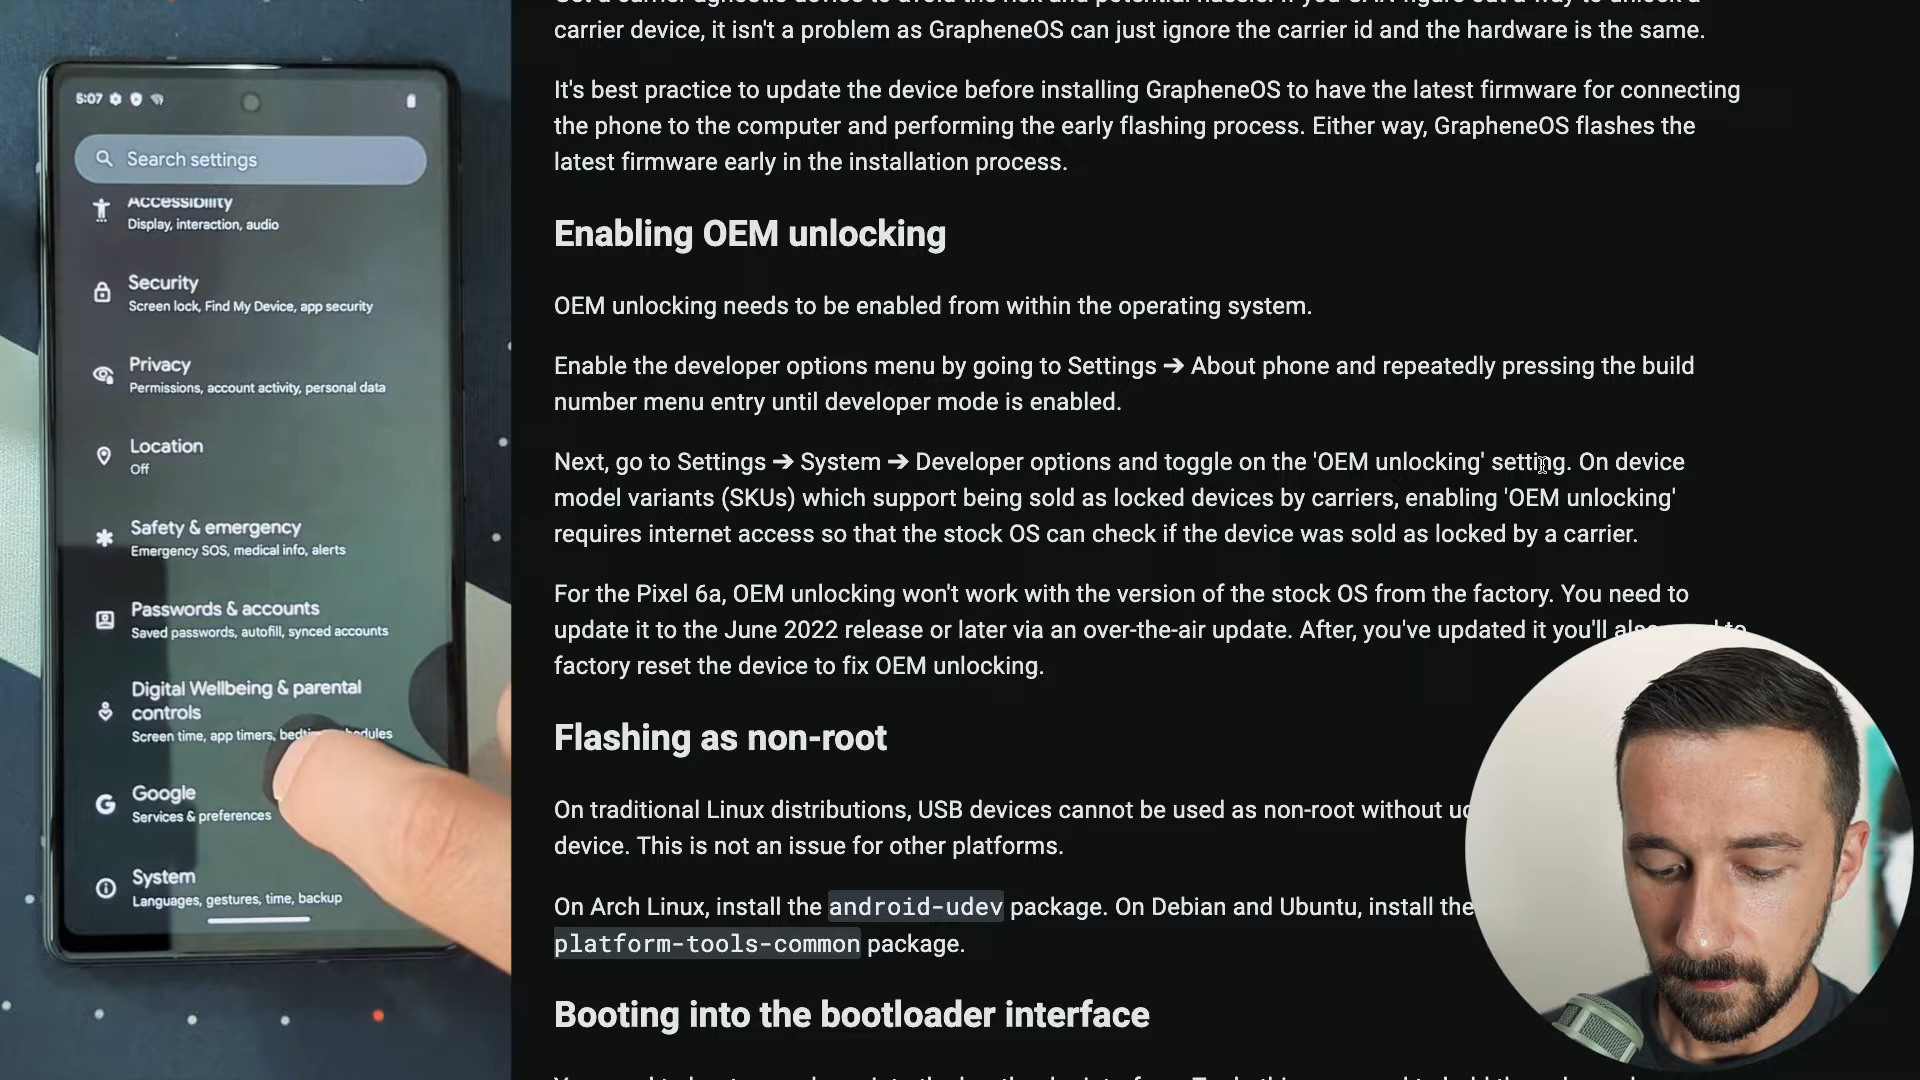 5:07
Search settings
Accessibility
Display, interaction, audio
Security
Screen lock, Find My Device, app security
Privacy
Permissions, account activity, personal data
Location
Off
Safety & emergency
Emergency SOS, medical info, alerts
Passwords & accounts
Saved passwords, autofill, synced accounts
Digital Wellbeing & parental
controls
Screen time, app timers,
Google
Services & preferences
System
Languages, gestures, time, backup
carrier device, it isn't a problem as GrapheneOS can just ignore the carrier id and the hardware is the same.
It's best practice to update the device before installing GrapheneOS to have the latest firmware for connecting
the phone to the computer and performing the early flashing process. Either way, GrapheneOS flashes the
latest firmware early in the installation process.
Enabling OEM unlocking
OEM unlocking needs to be enabled from within the operating system.
Enable the developer options menu by going to Settings ➔ About phone and repeatedly pressing the build
number menu entry until developer mode is enabled.
Next, go to Settings ➔ System ➔ Developer options and toggle on the 'OEM unlocking' setting. On device
model variants (SKUs) which support being sold as locked devices by carriers, enabling 'OEM unlocking'
requires internet access so that the stock OS can check if the device was sold as locked by a carrier.
For the Pixel 6a, OEM unlocking won't work with the version of the stock OS from the factory. You need to
update it to the June 2022 release or later via an over-the-air update. After, you've updated it you'll
factory reset the device to fix OEM unlocking.
Flashing as non-root
On traditional Linux distributions, USB devices cannot be used as non-root without
device. This is not an issue for other platforms.
On Arch Linux, install the android-udev package. On Debian and Ubuntu, install the
platform-tools-common package.
Booting into the bootloader interface